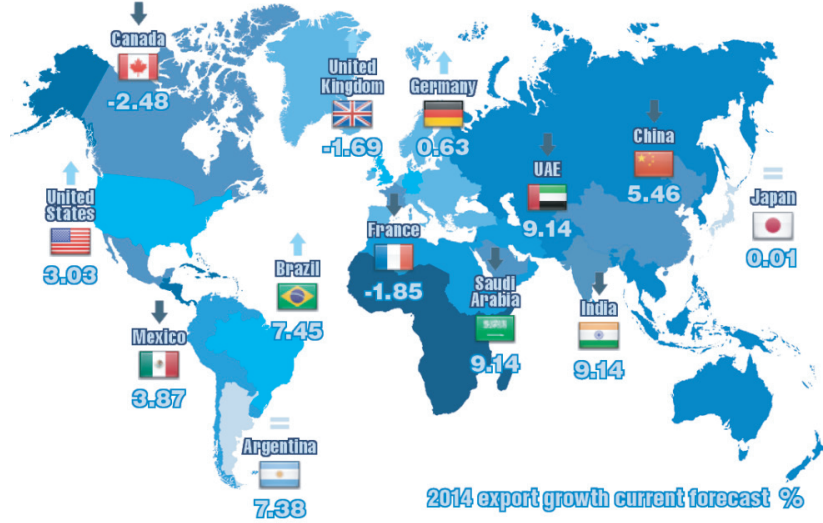 Canada
-2.48
United
Kingdom
-1.69
Germany
0.63
China
5.46
UAE
9.14
Japan
0.01
United
States
3.03
France
-1.85
Brazil
7.45
Saudi
Arabia
9.14
India
9.14
Mexico
3.87
Argentina
7.38
2014 export growth current forecast %